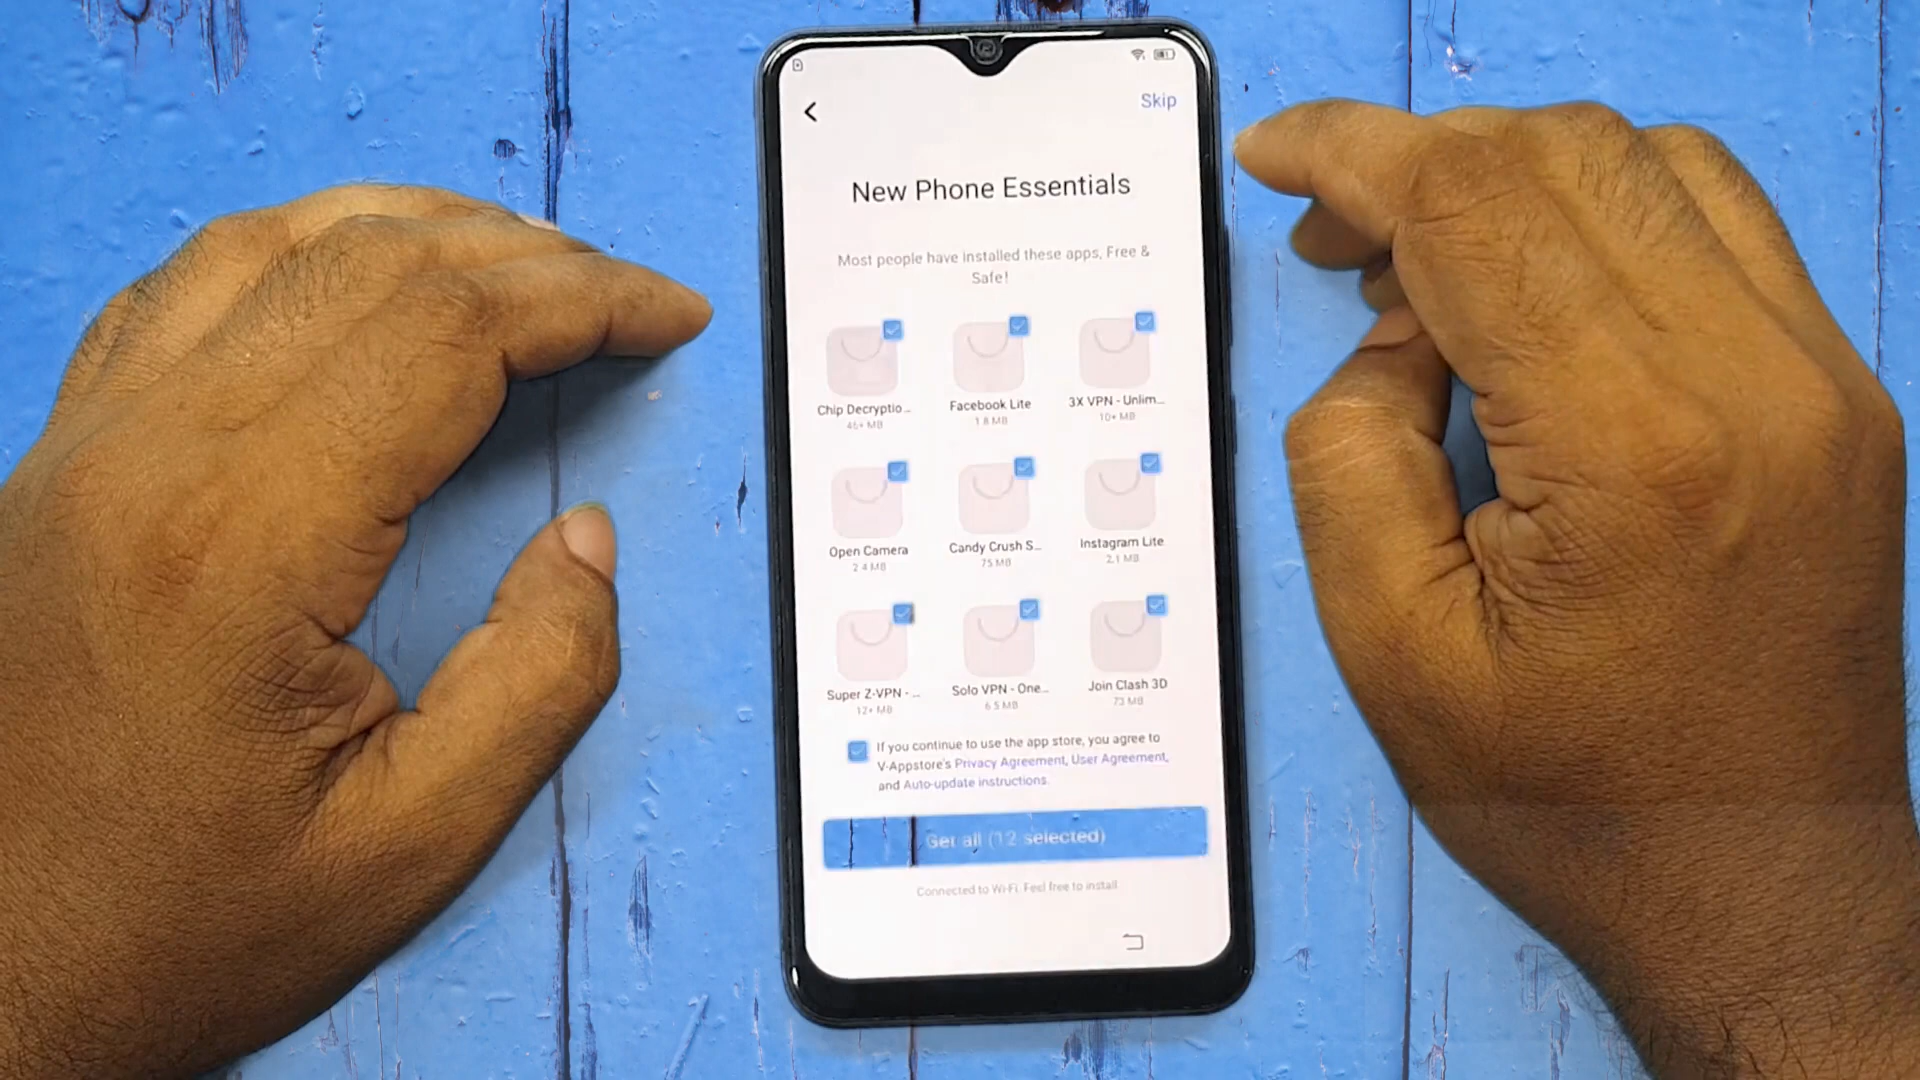 Skip
New Phone Essentials
Most people have installed these apps, Free &
Safe!
Chip Decryptio...
46+ MB
Facebook Lite
1.8 MB
3X VPN - Unlim...
10+ MB
Open Camera
2.4 MB
Candy Crush S...
75 MB
Instagram Lite
2.1 MB
Super Z-VPN - ...
12+ MB
Solo VPN - One...
6.5 MB
Join Clash 3D
73 MB
If you continue to use the app store, you agree to
V-Appstore's Privacy Agreement, User Agreement,
and Auto-update instructions.
Get all (12 selected)
Connected to Wi-Fi. Feel free to install